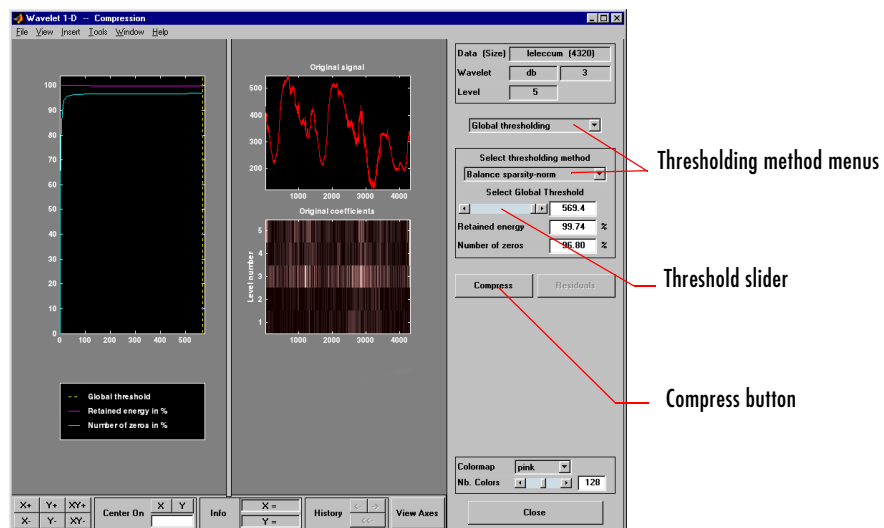 Wavelet 1-D -- Compression
File View Insert Tools Window Help
100
90
80
70
60
50
40
30
20
10
0
0 100 200 300 400 500
Global threshold
Retained energy in %
Number of zeros in %
Original signal
500
400
300
200
1000 2000 3000 4000
Original coefficients
Level number
5
4
3
2
1
1000 2000 3000 4000
Data (Size) leleccum (4320)
Wavelet db 3
Level 5
Global thresholding
Select thresholding method
Balance sparsity-norm
Select Global Threshold
569.4
Retained energy 99.74 %
Number of zeros 96.80 %
Compress Residuals
Colormap pink
Nb. Colors 128
Close
Thresholding method menus
Threshold slider
Compress button
X+ Y+ XY+
X- Y- XY-
Center On X Y
Info X =
Y =
History <- ->
<<-
View Axes